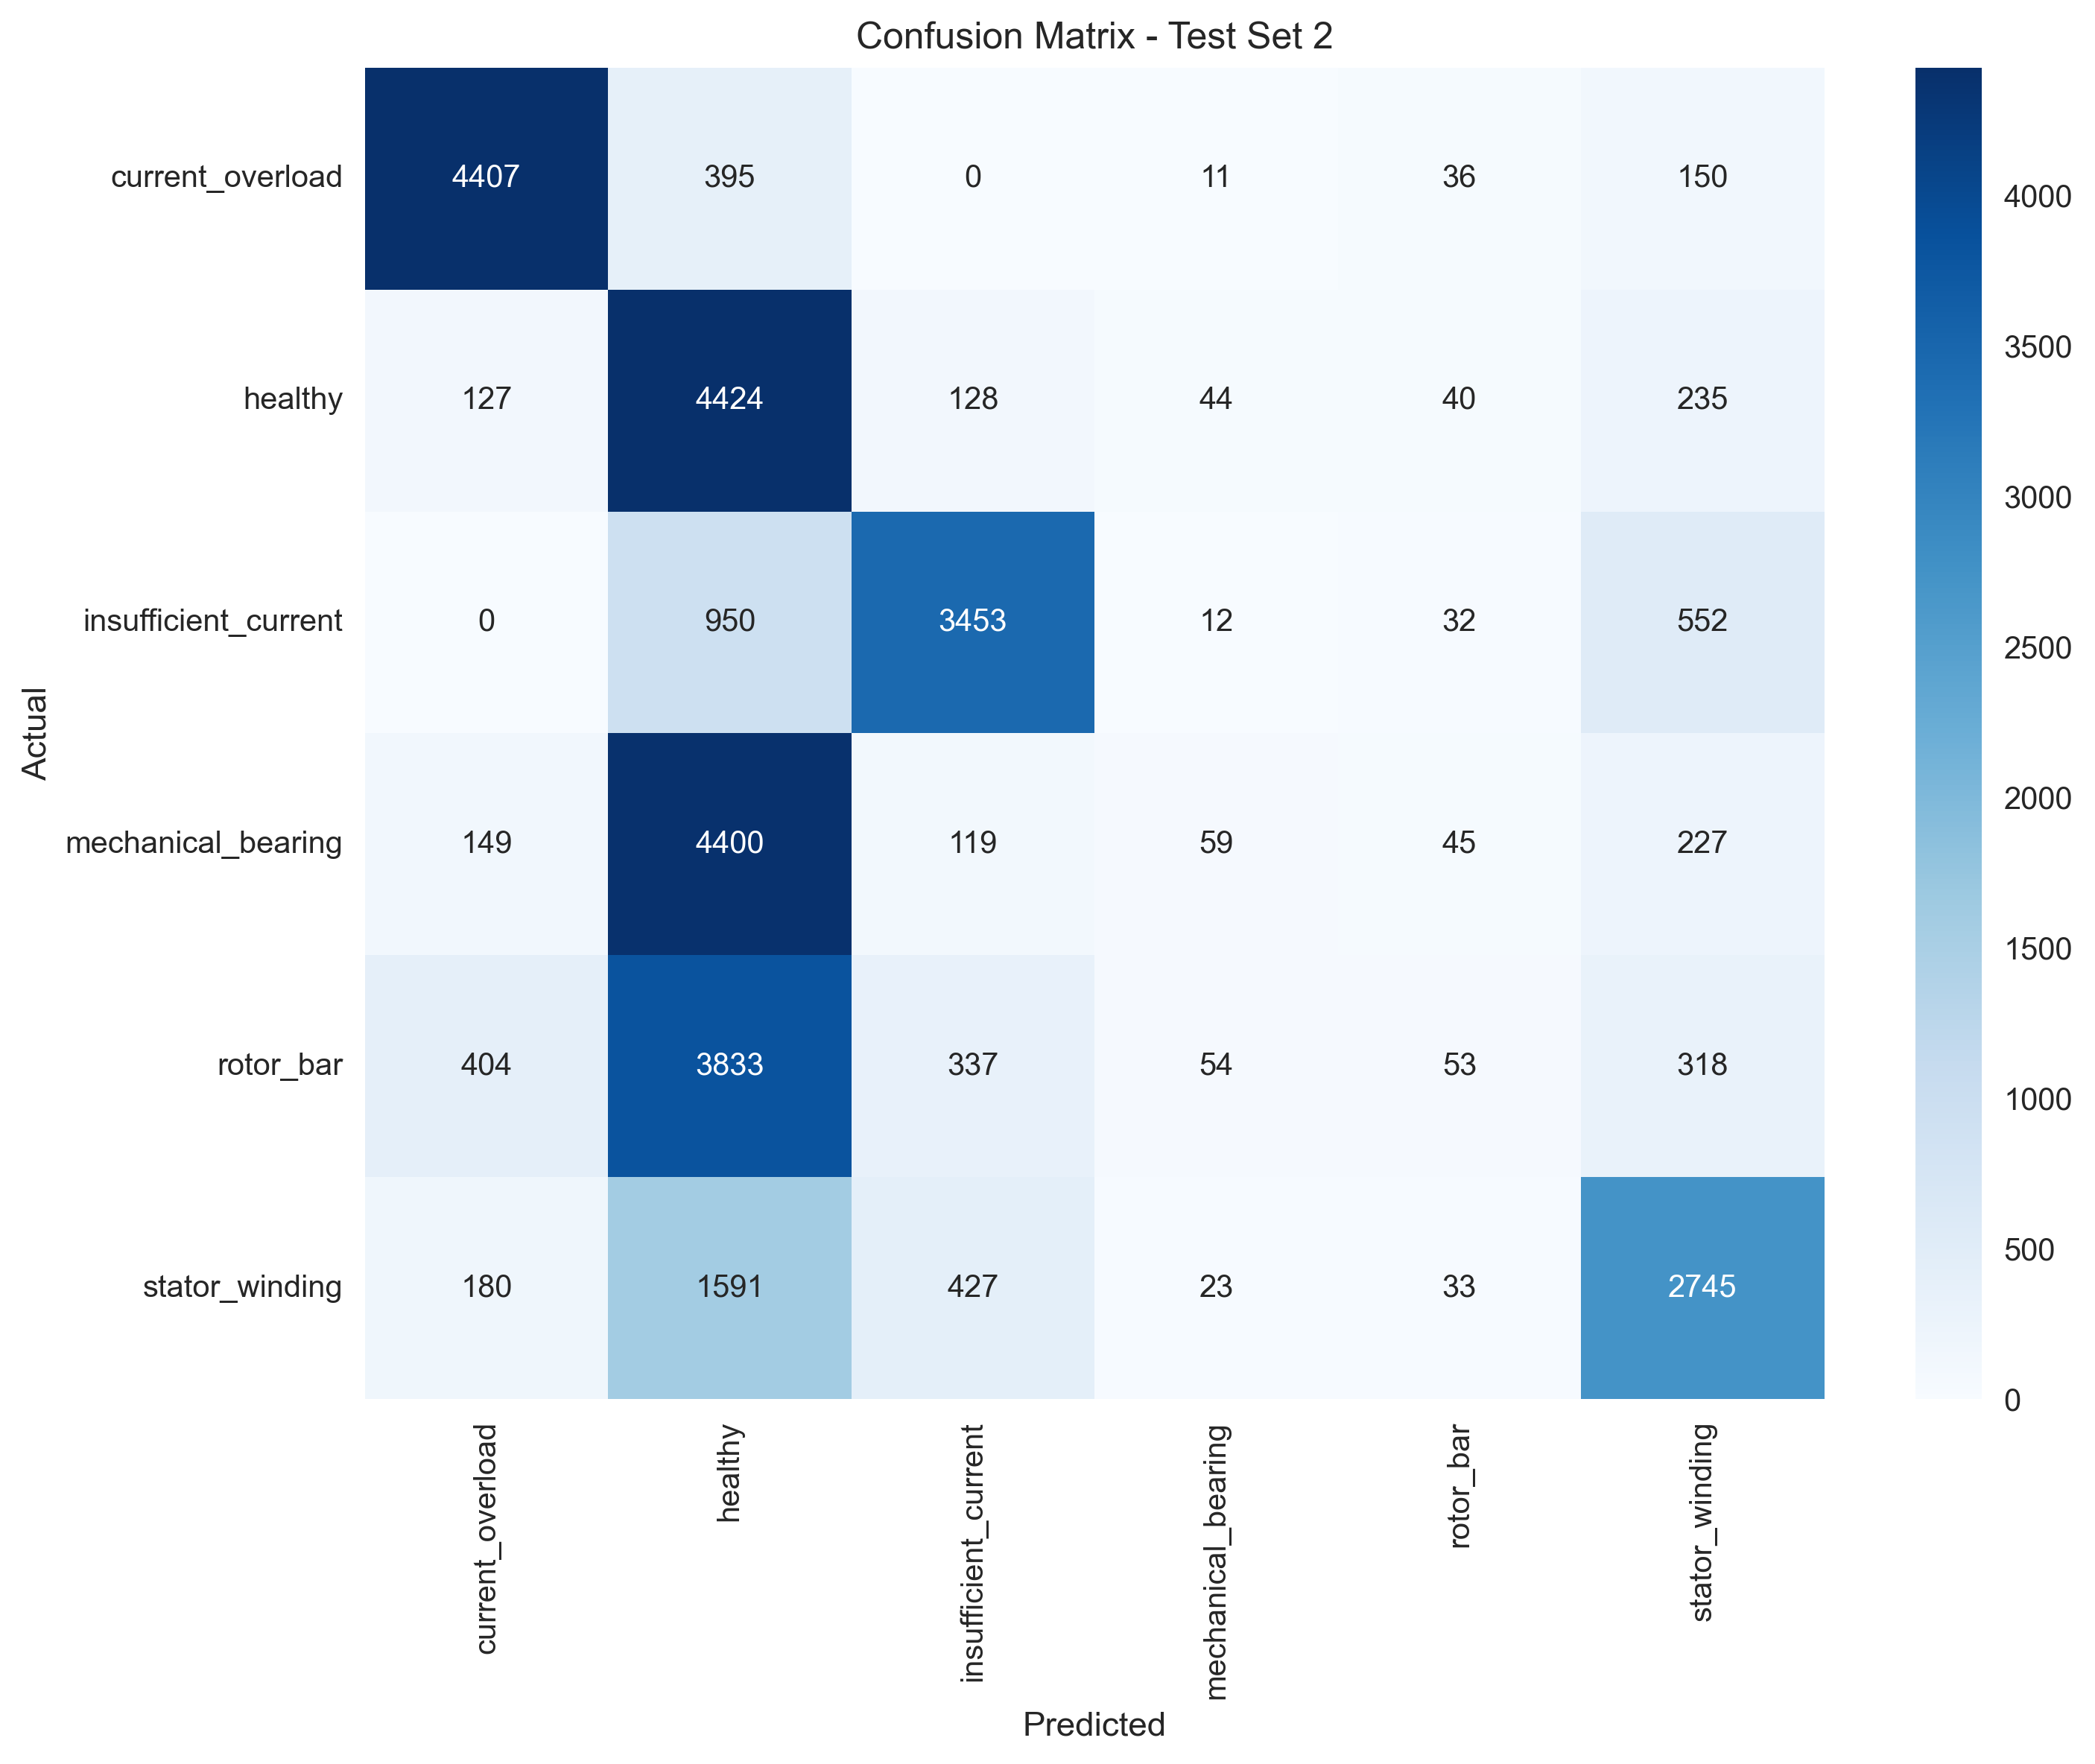 Confusion Matrix - Test Set 2
Actual
current_overload 4407 395 0 11 36 150
healthy 127 4424 128 44 40 235
insufficient_current 0 950 3453 12 32 552
mechanical_bearing 149 4400 119 59 45 227
rotor_bar 404 3833 337 54 53 318
stator_winding 180 1591 427 23 33 2745
current_overload
healthy
insufficient_current
mechanical_bearing
rotor_bar
stator_winding
Predicted
4000
3500
3000
2500
2000
1500
1000
500
0